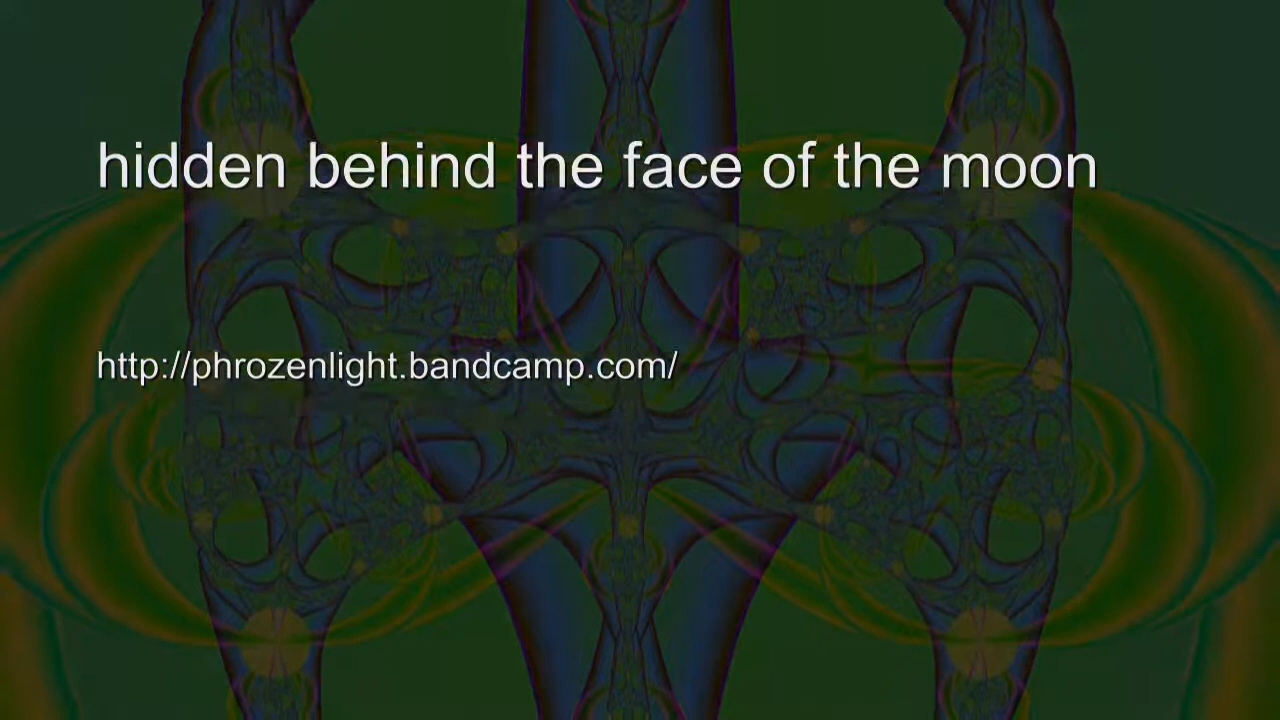 hidden behind the face of the moon
http://phrozenlight.bandcamp.com/